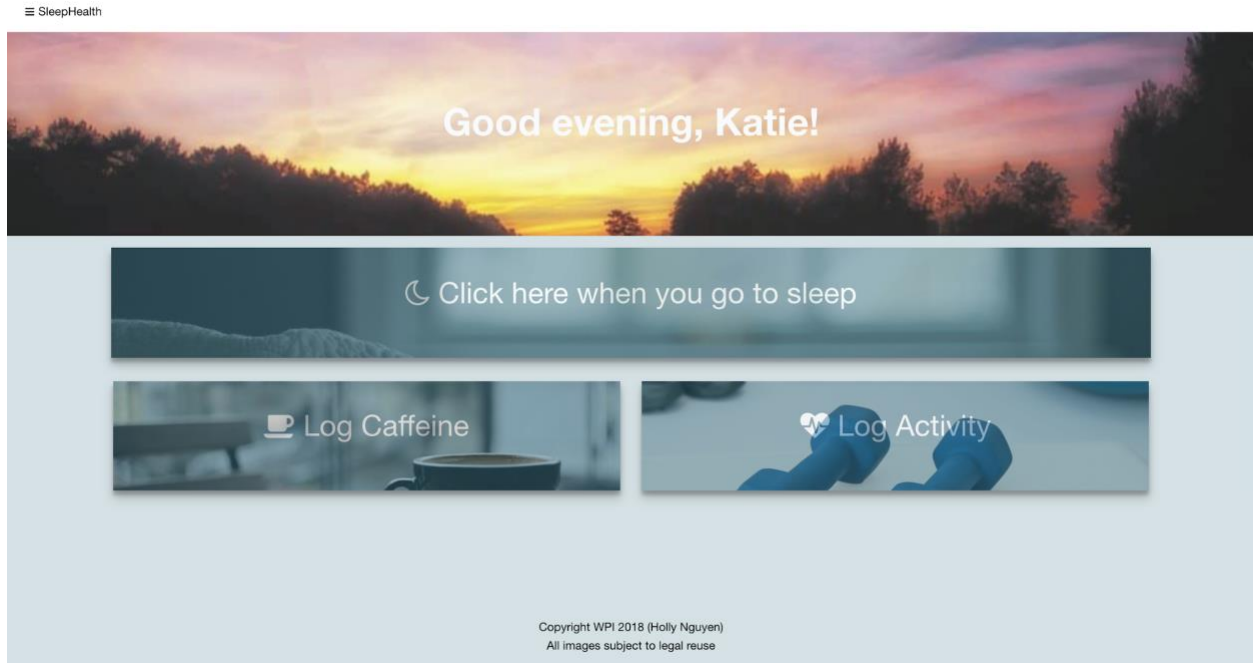 SleepHealth
Good evening, Katie!
Click here when you go to sleep
Log Caffeine
Log Activity
Copyright WPI 2018 (Holly Nguyen)
All images subject to legal reuse